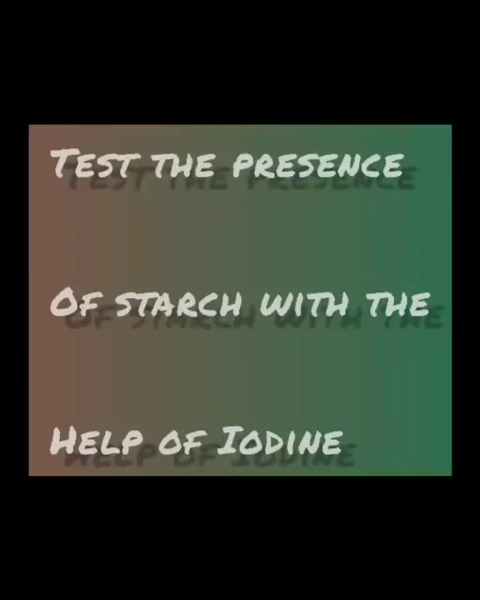 Test the presence
Of starch with the
Help of Iodine